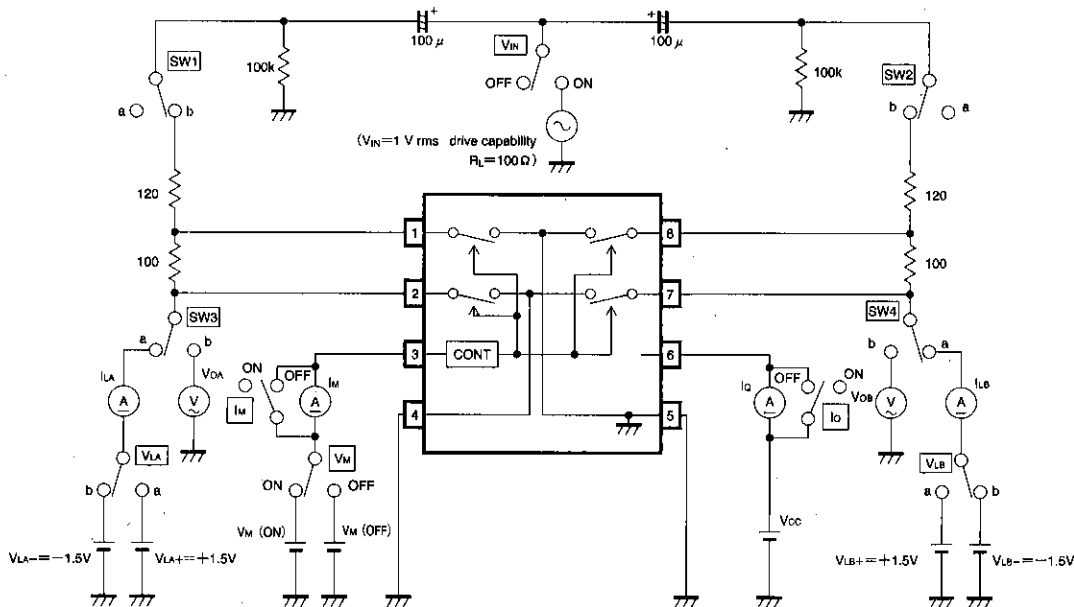 +
100 μ
+
100 μ
VIN
OFF
ON
SW1
a
b
100k
100k
SW2
b
a
(VIN=1 V rms drive capability
RL=100Ω)
120
120
100
100
1
2
3
4
8
7
6
5
CONT
SW3
a
b
ILA
A
VOA
V
ON
OFF
IM
A
IM
VLA
b
a
VM
ON
OFF
VM (ON)
VM (OFF)
VLA-=-1.5V
VLA+=+1.5V
SW4
b
a
IQ
A
OFF
ON
IQ
VOB
V
ILB
A
VLB
a
b
VCC
VLB+=+1.5V
VLB-=-1.5V